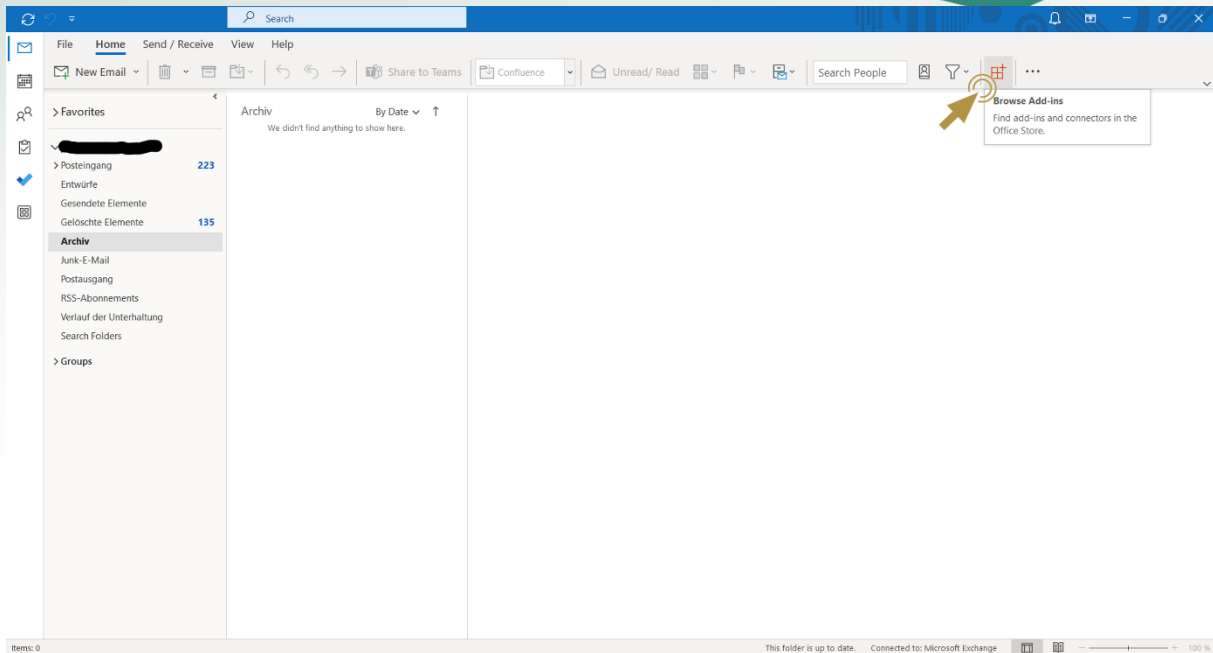 Search
File Home Send / Receive View Help
New Email Share to Teams Confluence Unread/ Read Search People
Browse Add-ins
Find add-ins and connectors in the
Office Store.
Favorites
Posteingang 223
Entwürfe
Gesendete Elemente
Gelöschte Elemente 135
Archiv
Junk-E-Mail
Postausgang
RSS-Abonnements
Verlauf der Unterhaltung
Search Folders
Groups
Archiv By Date
We didn't find anything to show here.
Items: 0 This folder is up to date. Connected to: Microsoft Exchange 100 %